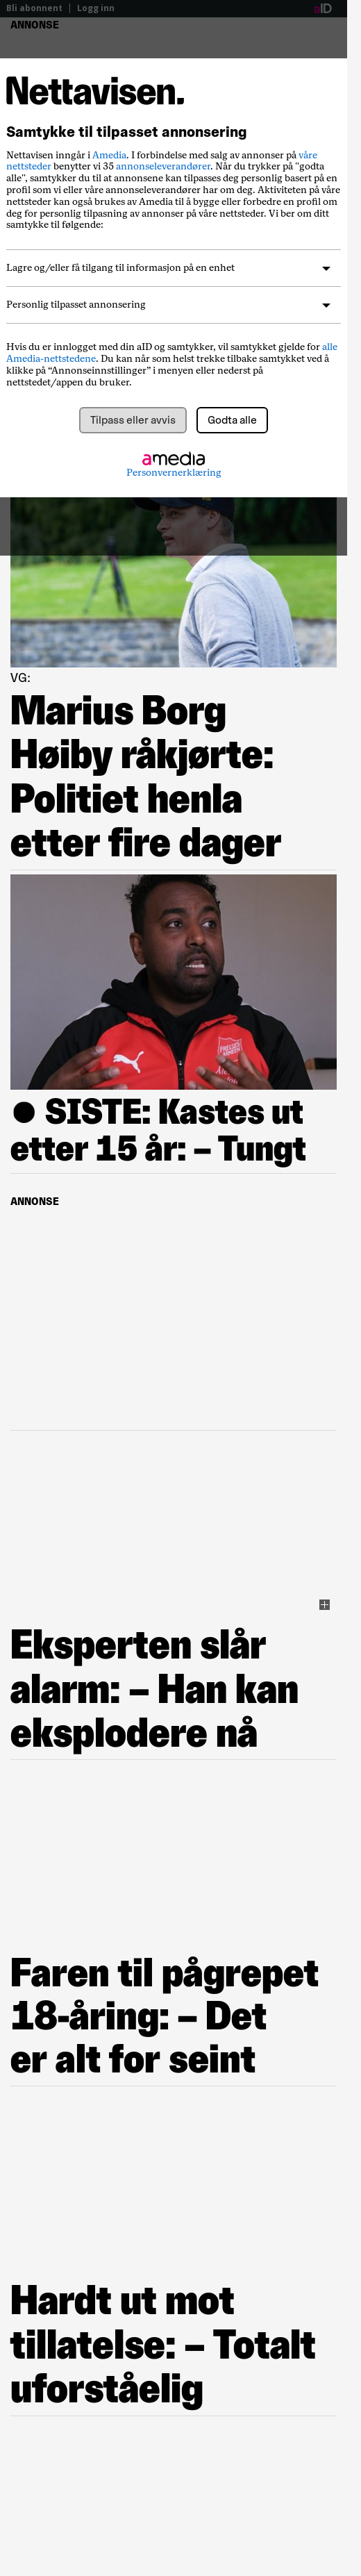 Bli abonnent | Logg inn
aID
ANNONSE
Nettavisen.
Samtykke til tilpasset annonsering
Nettavisen inngår i Amedia. I forbindelse med salg av annonser på våre
nettsteder benytter vi 35 annonseleverandører. Når du trykker på "godta
alle", samtykker du til at annonsene kan tilpasses deg personlig basert på en
profil som vi eller våre annonseleverandører har om deg. Aktiviteten på våre
nettsteder kan også brukes av Amedia til å bygge eller forbedre en profil om
deg for personlig tilpasning av annonser på våre nettsteder. Vi ber om ditt
samtykke til følgende:
Lagre og/eller få tilgang til informasjon på en enhet
Personlig tilpasset annonsering
Hvis du er innlogget med din aID og samtykker, vil samtykket gjelde for alle
Amedia-nettstedene. Du kan når som helst trekke tilbake samtykket ved å
klikke på “Annonseinnstillinger” i menyen eller nederst på
nettstedet/appen du bruker.
Tilpass eller avvis Godta alle
amedia
Personvernerklæring
VG:
Marius Borg
Høiby råkjørte:
Politiet henla
etter fire dager
● SISTE: Kastes ut
etter 15 år: – Tungt
ANNONSE
Eksperten slår
alarm: – Han kan
eksplodere nå
Faren til pågrepet
18-åring: – Det
er alt for seint
Hardt ut mot
tillatelse: – Totalt
uforståelig